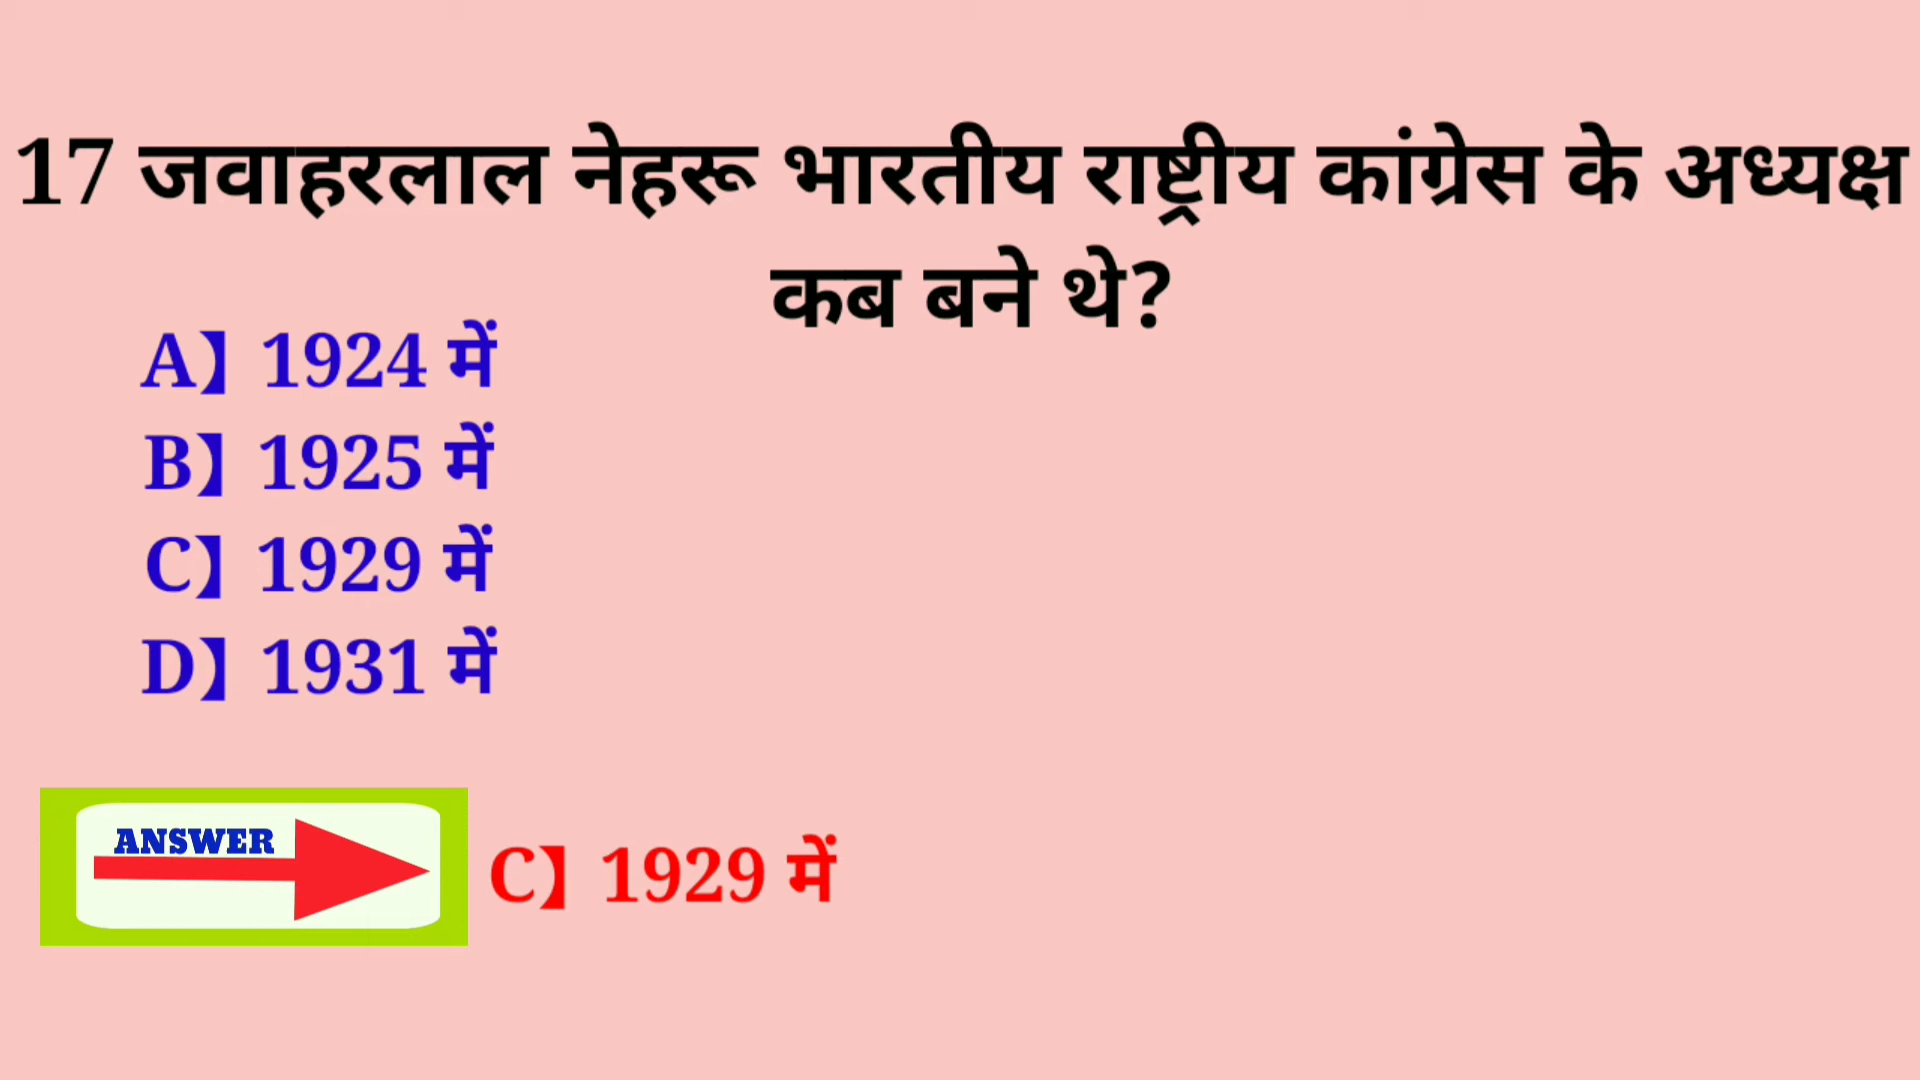 17 जवाहरलाल नेहरू भारतीय राष्ट्रीय कांग्रेस के अध्यक्ष
कब बने थे?
A】 1924 में
B】 1925 में
C】 1929 में
D】 1931 में
ANSWER
C】 1929 में